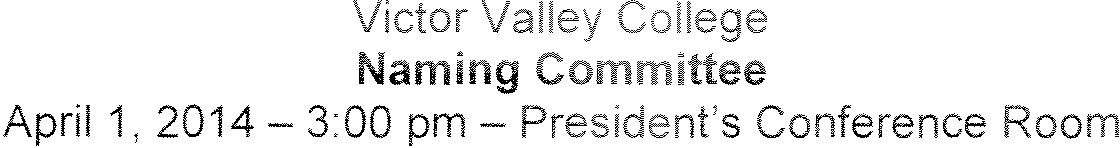 Victor Valley College
Naming Committee
April 1, 2014 – 3:00 pm – President's Conference Room